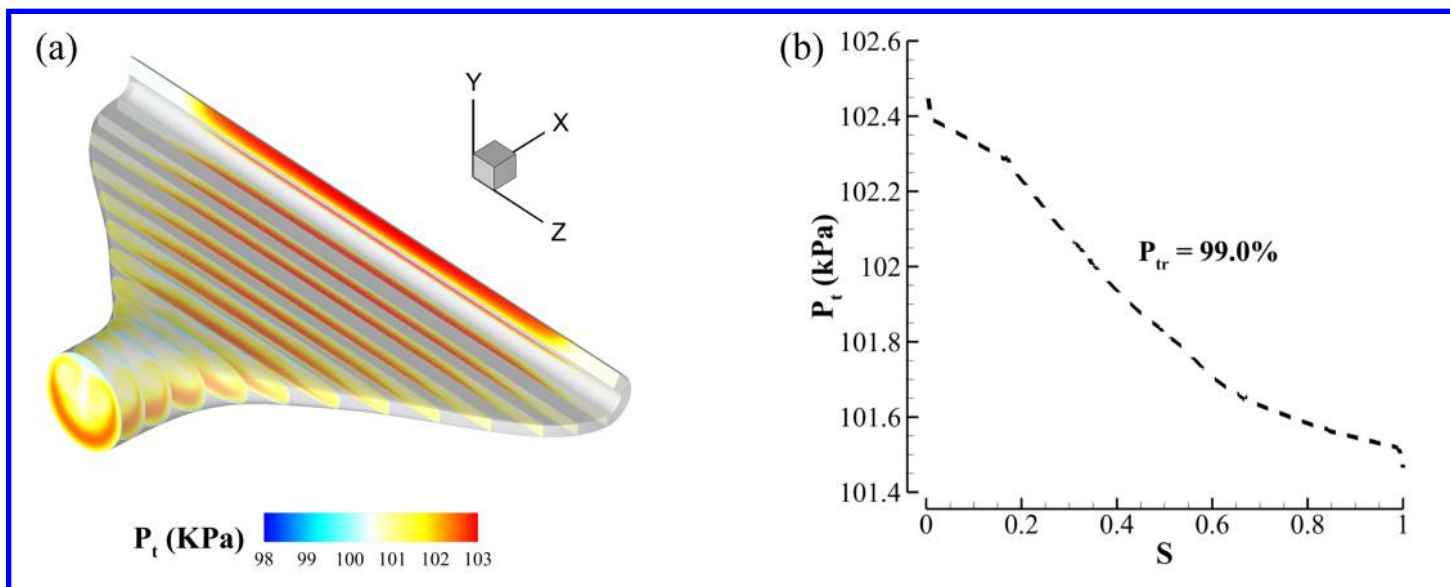 (a)
Y
X
Z
P_t (KPa)
98 99 100 101 102 103
(b)
102.6
102.4
102.2
102
101.8
101.6
101.4
P_t (kPa)
P_tr = 99.0%
0 0.2 0.4 0.6 0.8 1
S